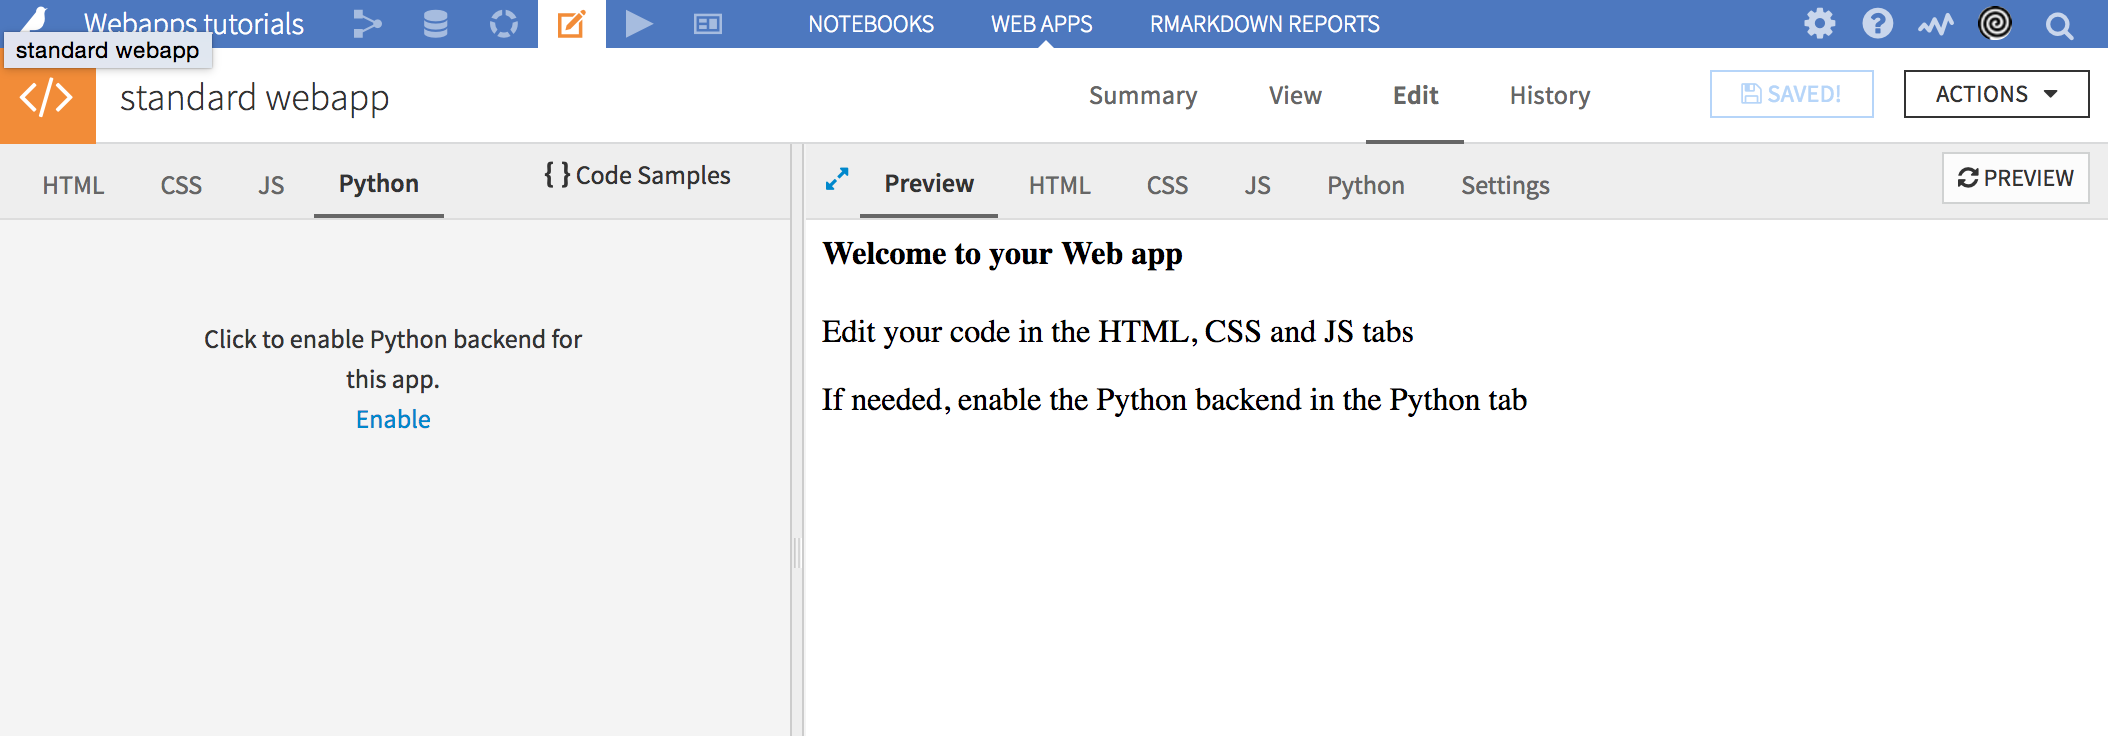 Webapps tutorials NOTEBOOKS WEB APPS RMARKDOWN REPORTS
standard webapp
standard webapp Summary View Edit History SAVED! ACTIONS
HTML CSS JS Python { } Code Samples Preview HTML CSS JS Python Settings PREVIEW
Click to enable Python backend for
this app.
Enable
Welcome to your Web app
Edit your code in the HTML, CSS and JS tabs
If needed, enable the Python backend in the Python tab